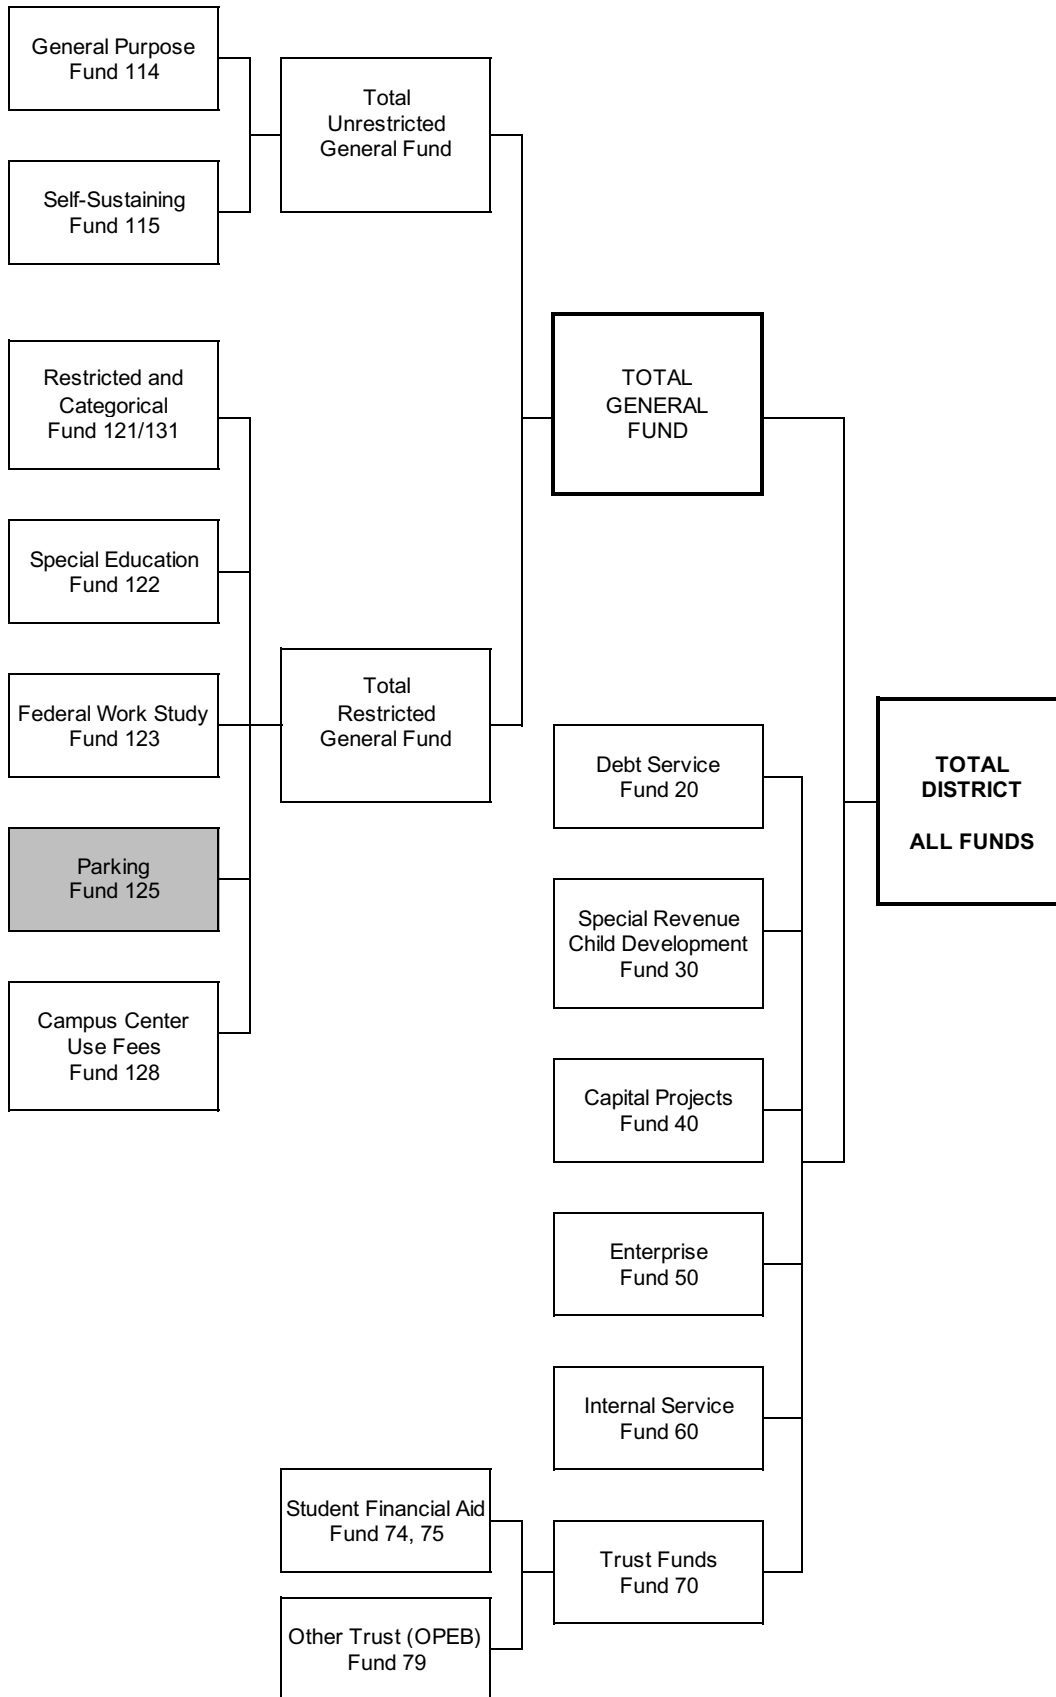 General Purpose
Fund 114
Total
Unrestricted
General Fund
Self-Sustaining
Fund 115
Restricted and
Categorical
Fund 121/131
TOTAL
GENERAL
FUND
Special Education
Fund 122
Federal Work Study
Fund 123
Total
Restricted
General Fund
Debt Service
Fund 20
TOTAL
DISTRICT
ALL FUNDS
Parking
Fund 125
Special Revenue
Child Development
Fund 30
Campus Center
Use Fees
Fund 128
Capital Projects
Fund 40
Enterprise
Fund 50
Internal Service
Fund 60
Student Financial Aid
Fund 74, 75
Trust Funds
Fund 70
Other Trust (OPEB)
Fund 79